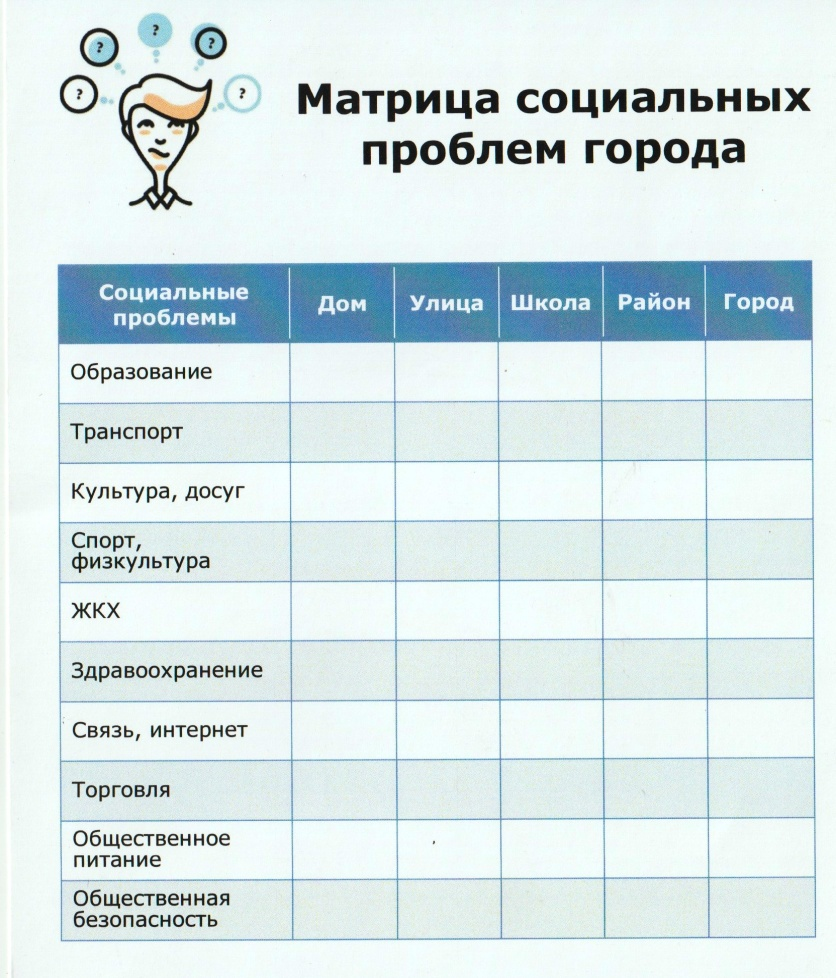 ? ? ? ? ?
Матрица социальных
проблем города
Социальные проблемы Дом Улица Школа Район Город
Образование
Транспорт
Культура, досуг
Спорт,
физкультура
ЖКХ
Здравоохранение
Связь, интернет
Торговля
Общественное
питание
Общественная
безопасность